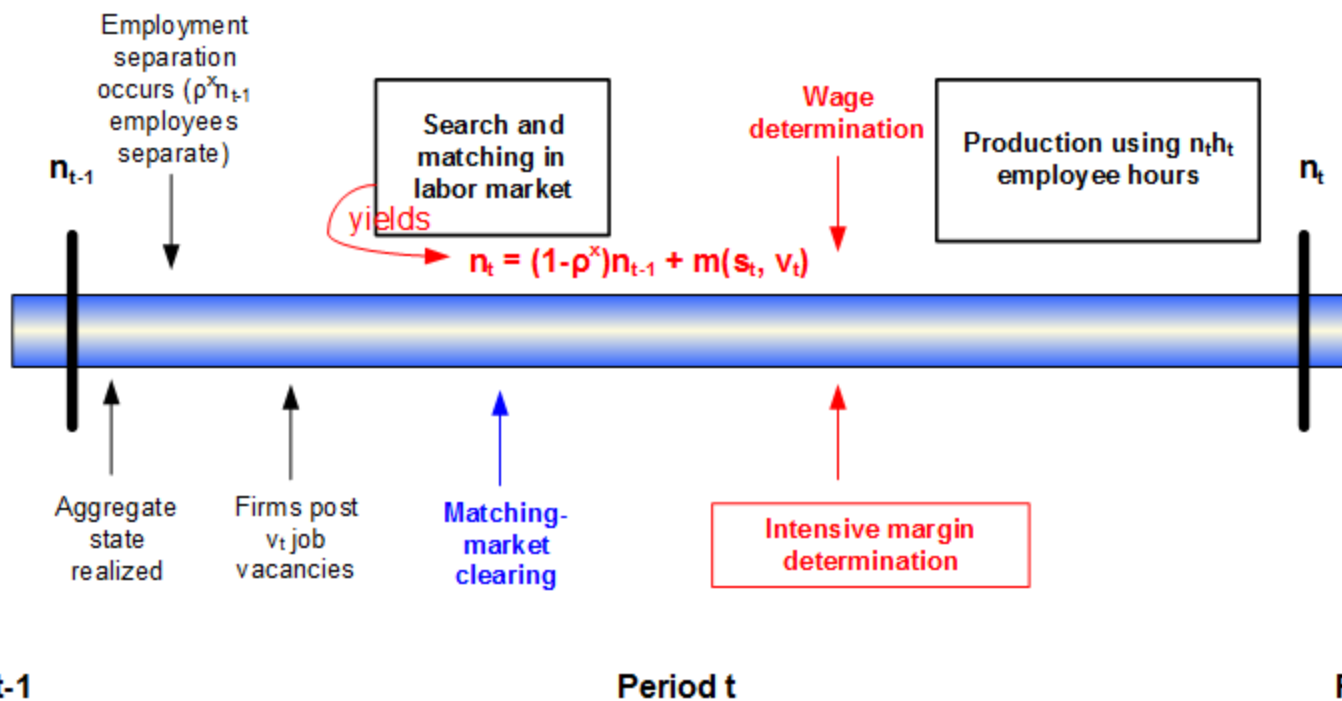 Employment
separation
occurs (ρˣnₜ₋₁
employees
separate)
nₜ₋₁
Search and
matching in
labor market
yields
nₜ = (1-ρˣ)nₜ₋₁ + m(sₜ, vₜ)
Wage
determination
Production using nₜhₜ
employee hours
nₜ
Aggregate
state
realized
Firms post
vₜ job
vacancies
Matching-
market
clearing
Intensive margin
determination
t-1
Period t